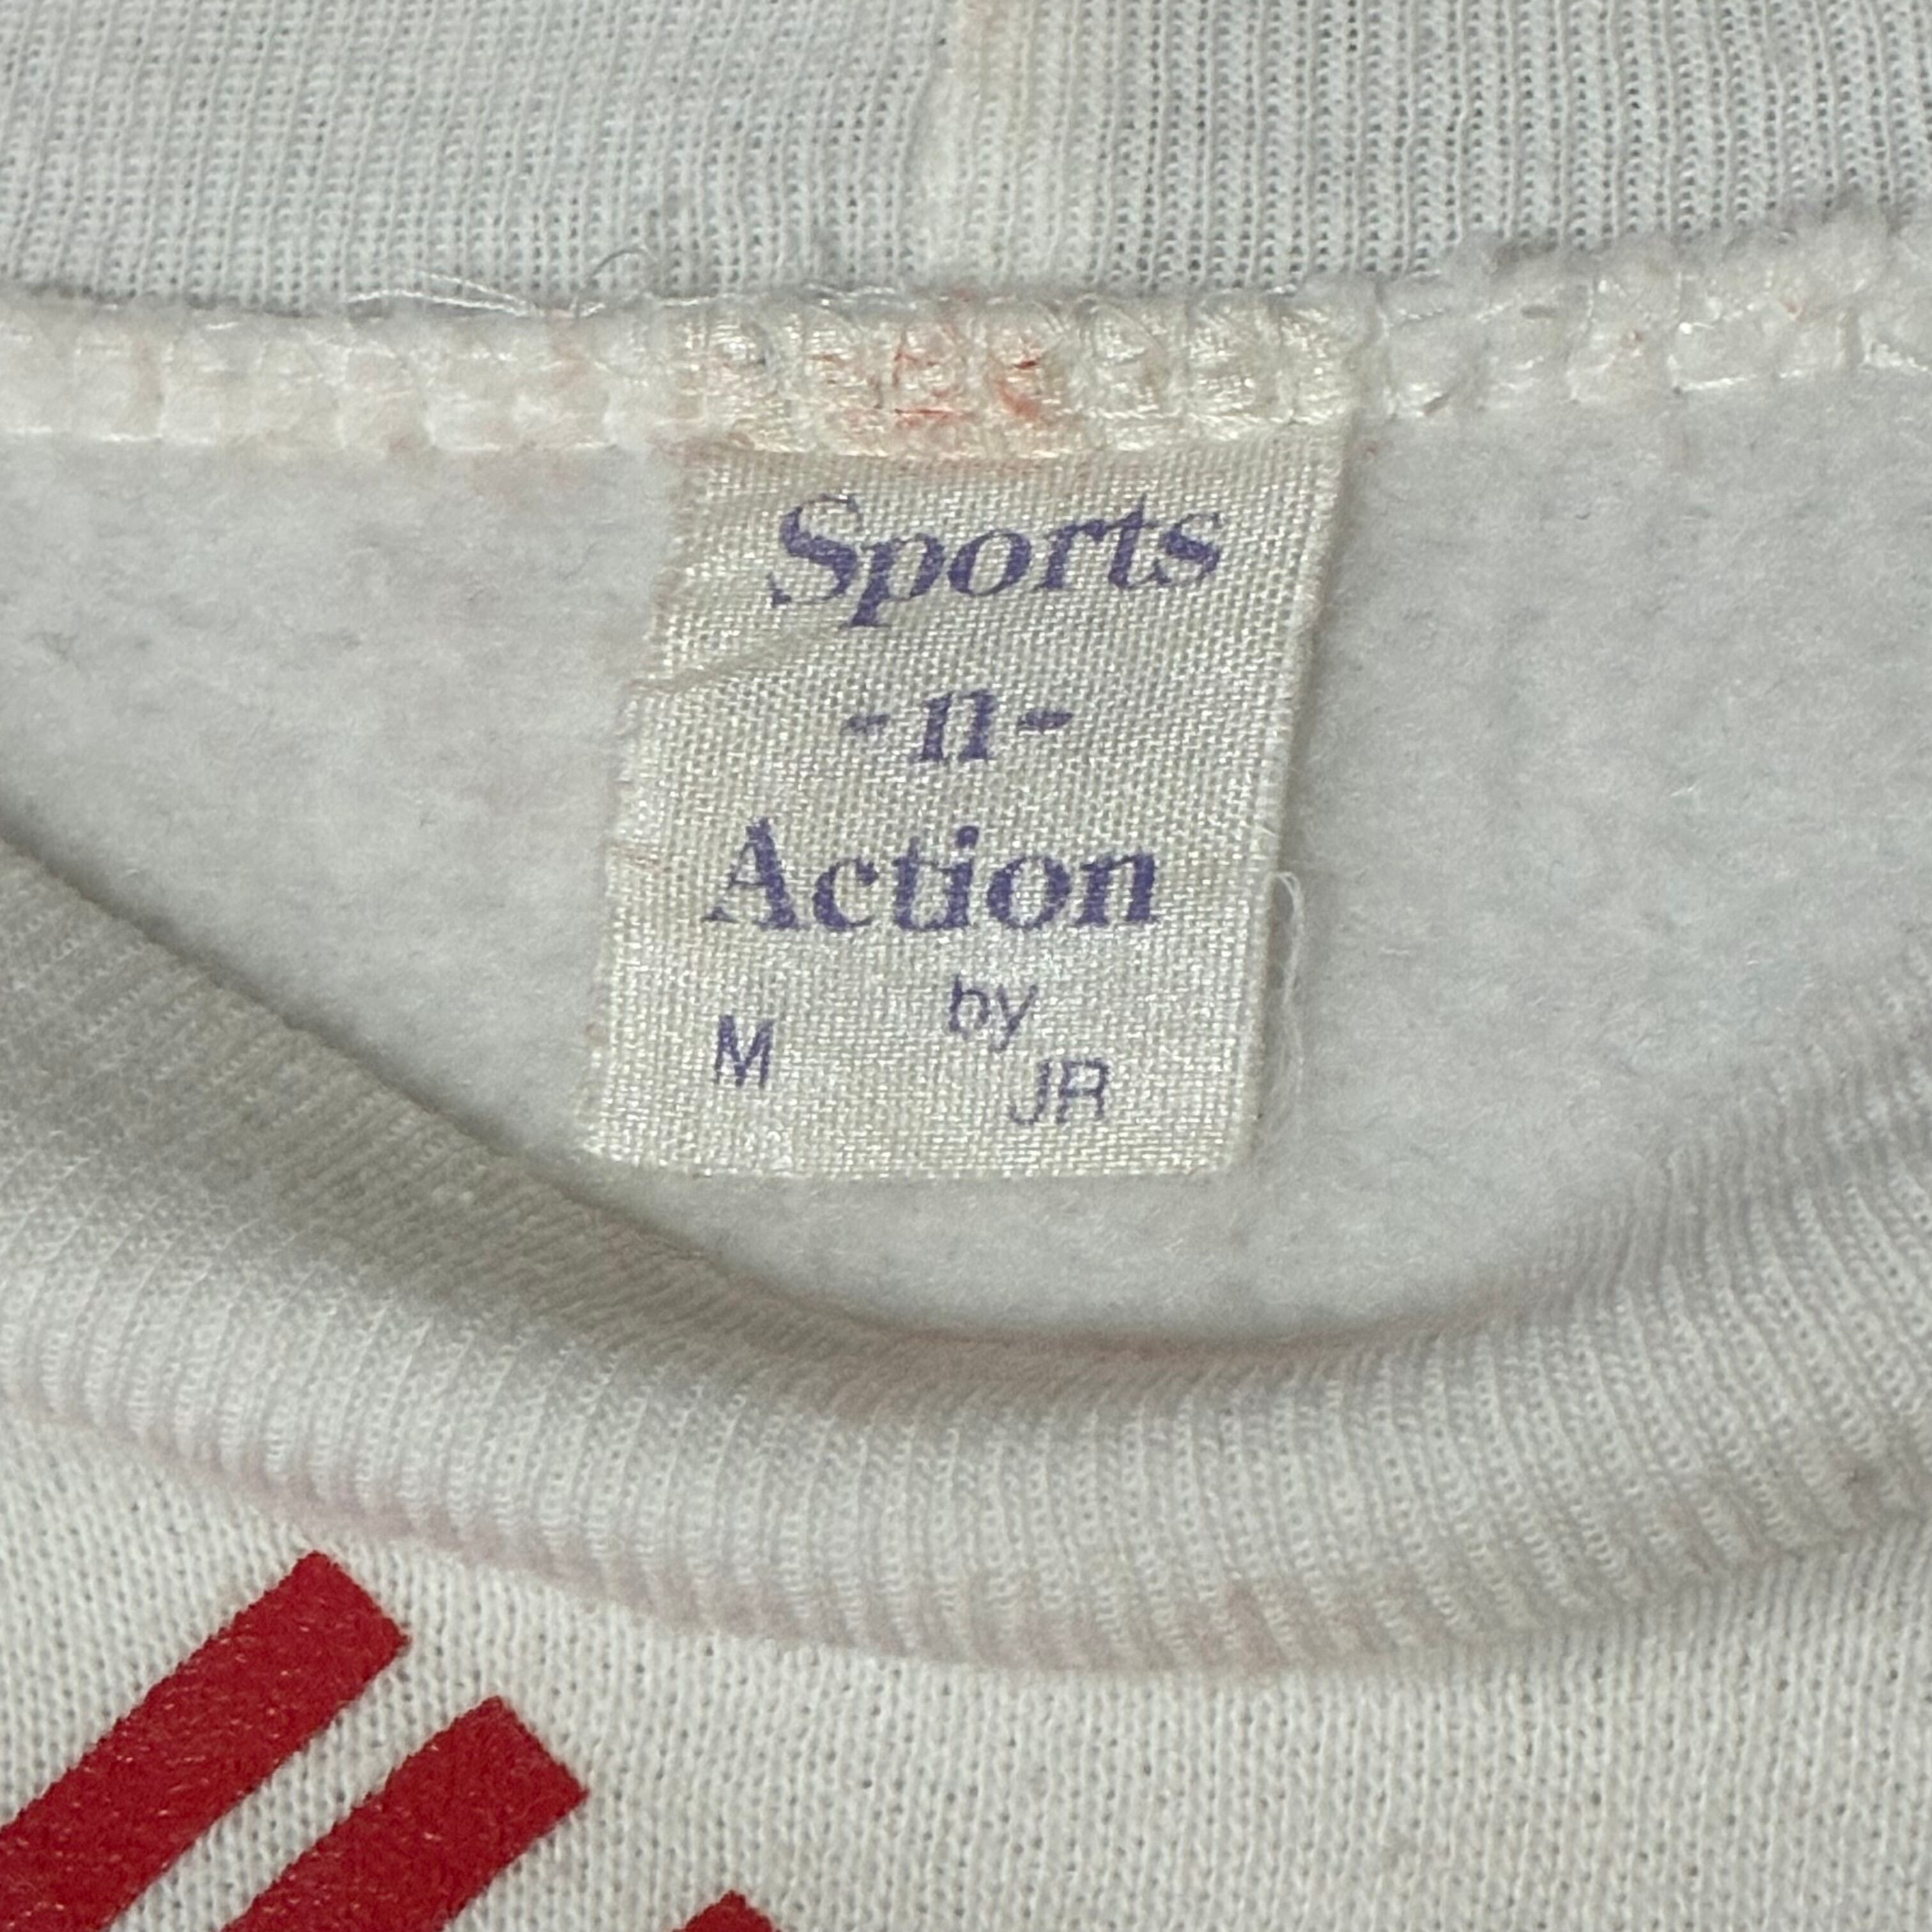 Sports
-n-
Action
by
M
JR